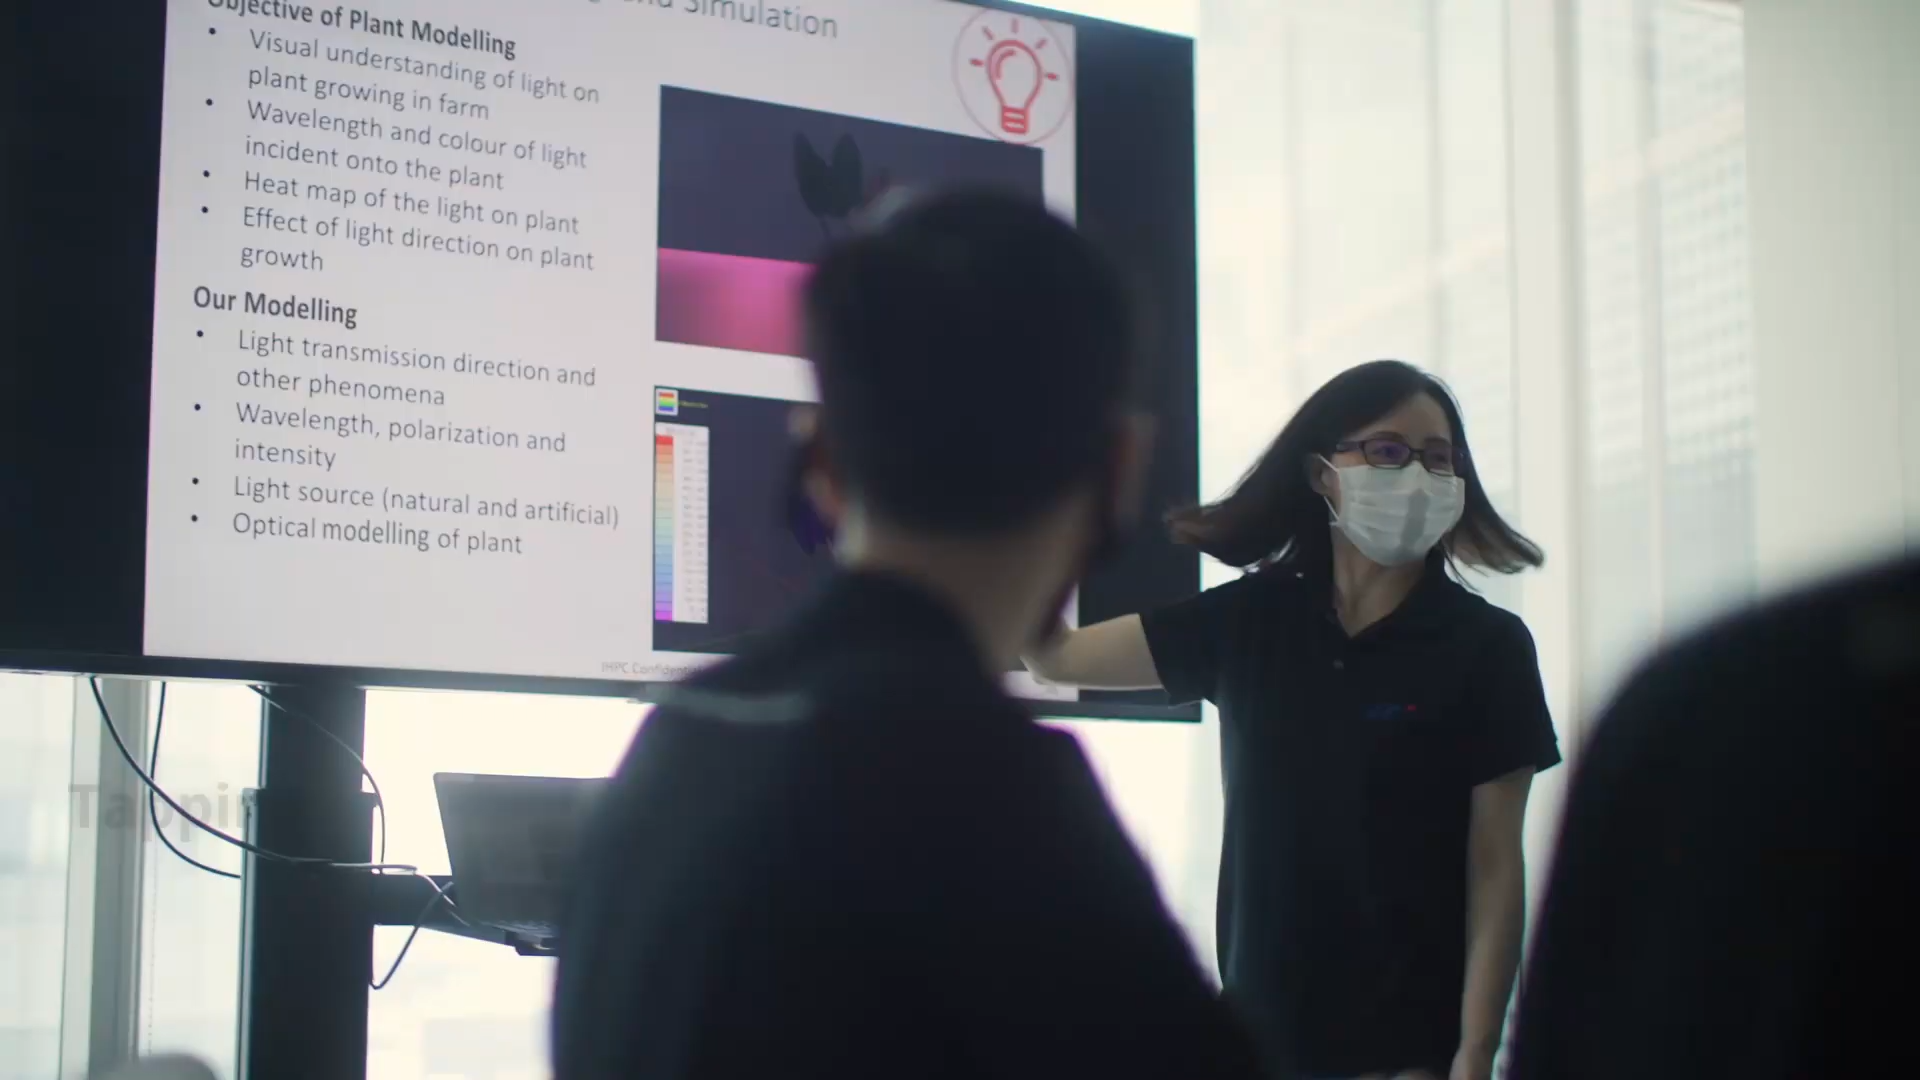 and Simulation
Objective of Plant Modelling
• Visual understanding of light on
plant growing in farm
• Wavelength and colour of light
incident onto the plant
• Heat map of the light on plant
• Effect of light direction on plant
growth
Our Modelling
• Light transmission direction and
other phenomena
• Wavelength, polarization and
intensity
• Light source (natural and artificial)
• Optical modelling of plant
IHPC Confidential